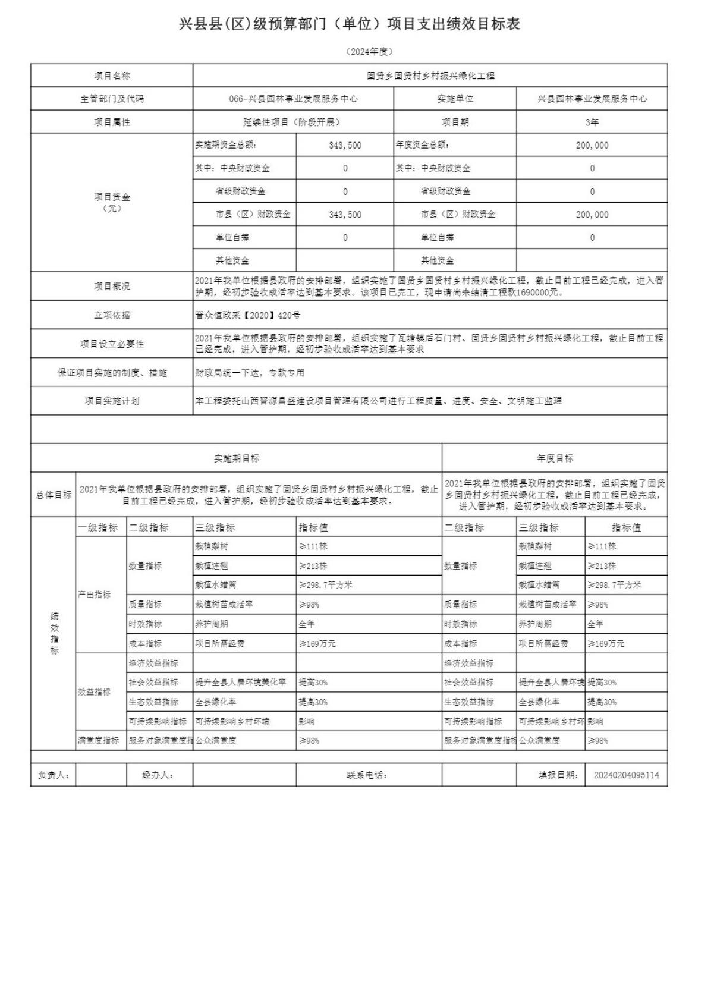 兴县县(区)级预算部门（单位）项目支出绩效目标表
（2024年度）
项目名称 固贤乡固贤村乡村振兴绿化工程
主管部门及代码 066-兴县园林事业发展服务中心 实施单位 兴县园林事业发展服务中心
项目属性 延续性项目（阶段开展） 项目期 3年
项目资金
（元）
实施期资金总额： 343,500 年度资金总额： 200,000
其中：中央财政资金 0 其中：中央财政资金 0
省级财政资金 0 省级财政资金 0
市县（区）财政资金 343,500 市县（区）财政资金 200,000
单位自筹 0 单位自筹 0
其他资金 其他资金
项目概况
2021年我单位根据县政府的安排部署，组织实施了固贤乡固贤村乡村振兴绿化工程，截止目前工程已经完成，进入管
护期，经初步验收成活率达到基本要求。该项目已完工，现申请尚未结清工程款1690000元。
立项依据 晋众恒政采【2020】420号
项目设立必要性
2021年我单位根据县政府的安排部署，组织实施了瓦塘镇后石门村、固贤乡固贤村乡村振兴绿化工程，截止目前工程
已经完成，进入管护期，经初步验收成活率达到基本要求
保证项目实施的制度、措施 财政局统一下达，专款专用
项目实施计划 本工程委托山西晋源昌盛建设项目管理有限公司进行工程质量、进度、安全、文明施工监理
实施期目标 年度目标
总体目标
2021年我单位根据县政府的安排部署，组织实施了固贤乡固贤村乡村振兴绿化工程，截止
目前工程已经完成，进入管护期，经初步验收成活率达到基本要求。
2021年我单位根据县政府的安排部署，组织实施了固贤
乡固贤村乡村振兴绿化工程，截止目前工程已经完成，
进入管护期，经初步验收成活率达到基本要求。
绩
效
指
标
一级指标 二级指标 三级指标 指标值 二级指标 三级指标 指标值
产出指标
数量指标 栽植梨树 ≥111株 数量指标 栽植梨树 ≥111株
栽植连翘 ≥213株 栽植连翘 ≥213株
栽植水蜡篱 ≥298.7平方米 栽植水蜡篱 ≥298.7平方米
质量指标 栽植树苗成活率 ≥98% 质量指标 栽植树苗成活率 ≥98%
时效指标 养护周期 全年 时效指标 养护周期 全年
成本指标 项目所需经费 ≥169万元 成本指标 项目所需经费 ≥169万元
效益指标
经济效益指标 经济效益指标
社会效益指标 提升全县人居环境美化率 提高30% 社会效益指标 提升全县人居环境 提高30%
生态效益指标 全县绿化率 提高30% 生态效益指标 全县绿化率 提高30%
可持续影响指标 可持续影响乡村环境 影响 可持续影响指标 可持续影响乡村环 影响
满意度指标 服务对象满意度指 公众满意度 ≥98% 服务对象满意度指标 公众满意度 ≥98%
负责人： 经办人： 联系电话： 填报日期： 20240204095114